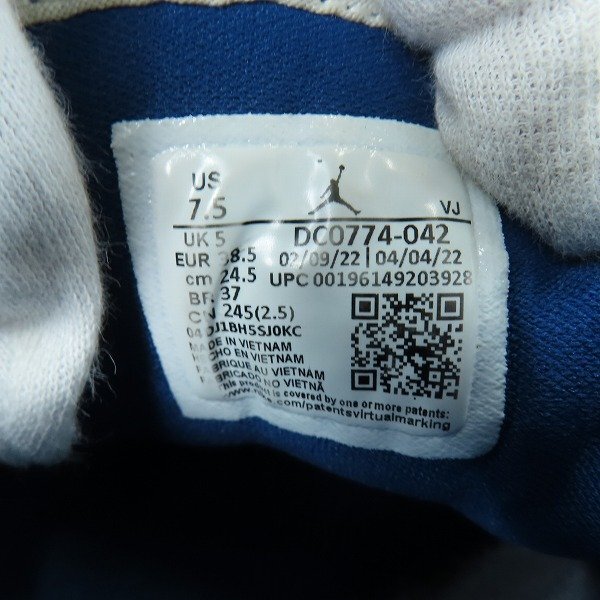 US
7.5
VJ
UK 5 DC0774-042
EUR 38.5 02/09/22 | 04/04/22
cm 24.5 UPC 00196149203928
BR 37
CN 245(2.5)
MADE IN VIETNAM
HECHO EN VIETNAM
FABRIQUE AU VIETNAM
FABRICADO NO VIETNÃ
This product is covered by one or more patents:
/patentsvirtualmarking